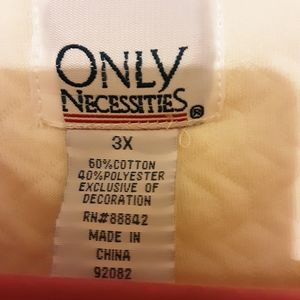 ONLY
NECESSITIES®
3X
60%COTTON
40%POLYESTER
EXCLUSIVE OF
DECORATION
RN#88842
MADE IN
CHINA
92082